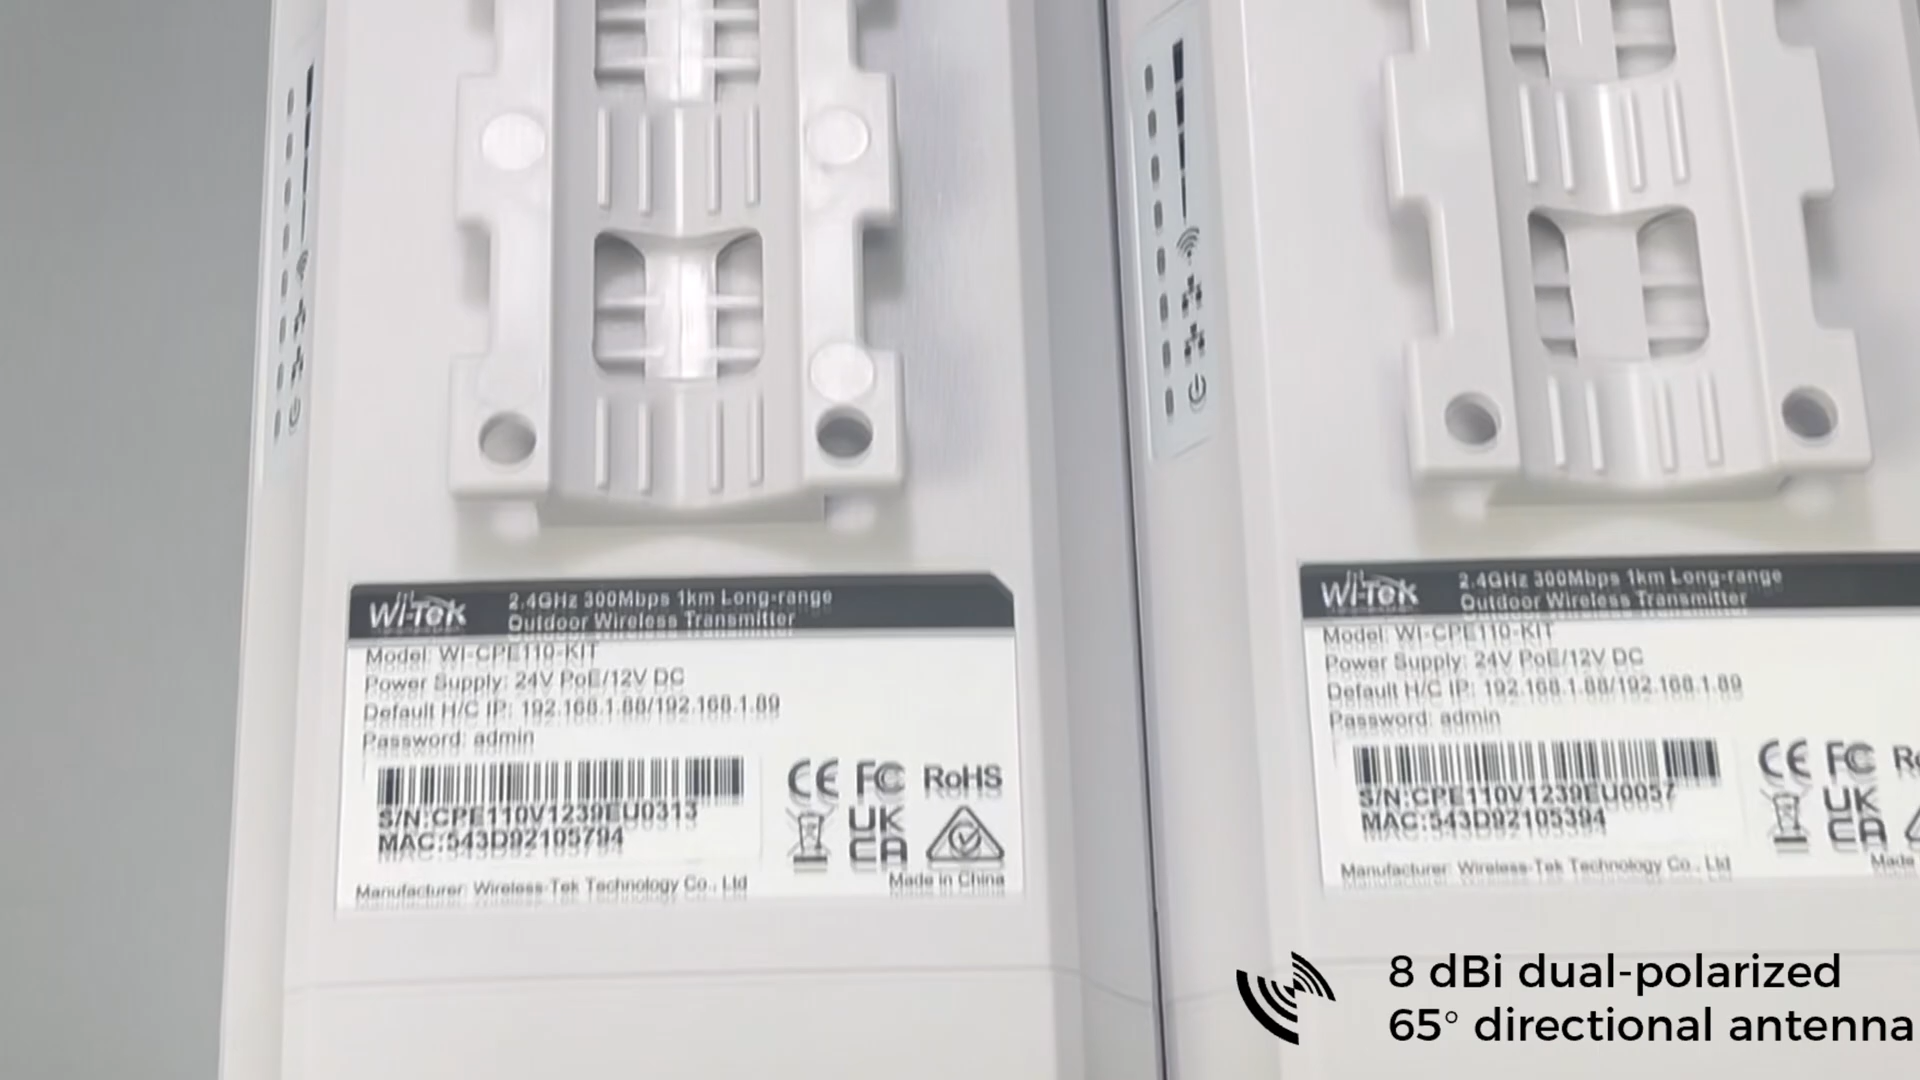 Wi-Tek
2.4GHz 300Mbps 1km Long-range
Outdoor Wireless Transmitter
Model: WI-CPE110-KIT
Power Supply: 24V PoE/12V DC
Default H/C IP: 192.168.1.88/192.168.1.89
Password: admin
S/N:CPE110V1239EU0313
MAC:543D92105794
CE FC RoHS
UK
CA
Manufacturer: Wireless-Tek Technology Co., Ltd
Made in China
Wi-Tek
2.4GHz 300Mbps 1km Long-range
Outdoor Wireless Transmitter
Model: WI-CPE110-KIT
Power Supply: 24V PoE/12V DC
Default H/C IP: 192.168.1.88/192.168.1.89
Password: admin
S/N:CPE110V1239EU0057
MAC:543D92105394
CE FC Ro
UK
CA
Manufacturer: Wireless-Tek Technology Co., Ltd
Made
8 dBi dual-polarized
65° directional antenna